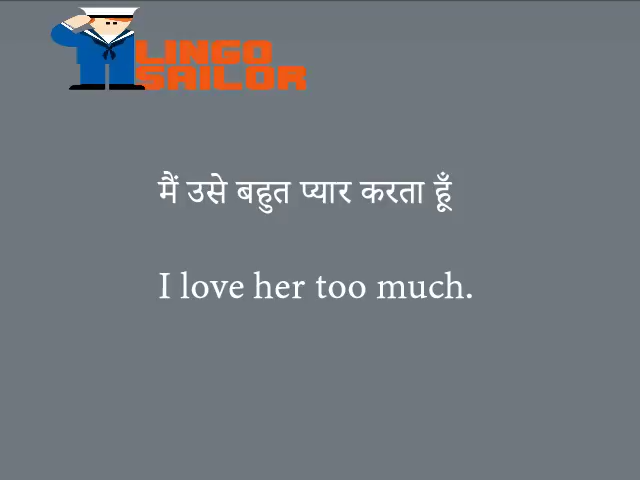 LINGO
SAILOR
मैं उसे बहुत प्यार करता हूँ
I love her too much.